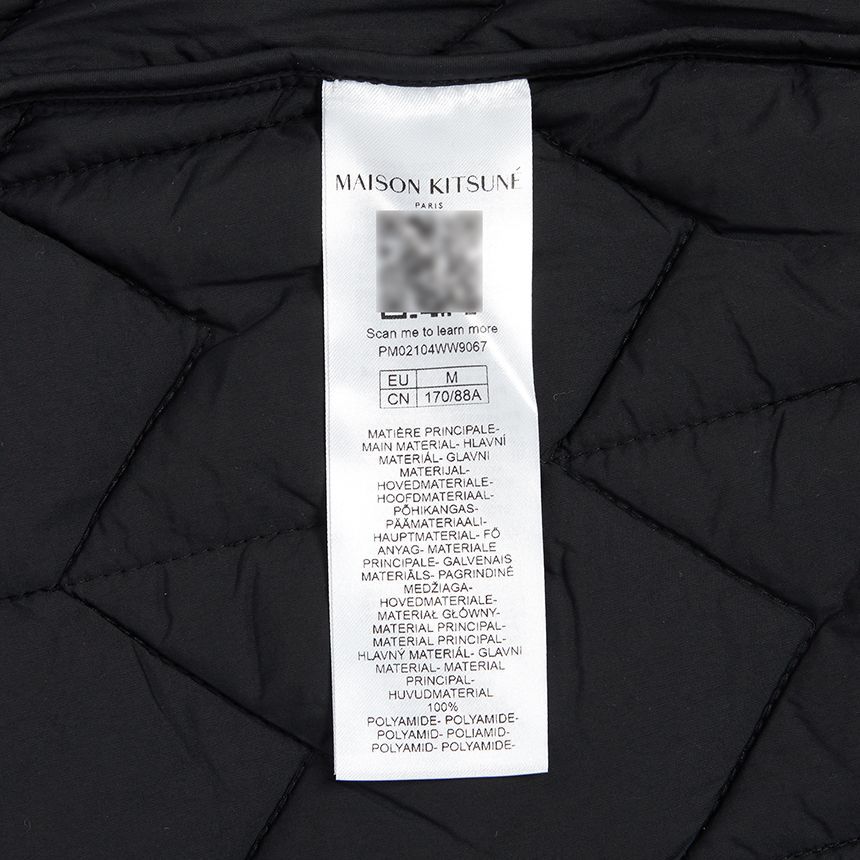 MAISON KITSUNÉ
PARIS
Scan me to learn more
PM02104WW9067
EU M
CN 170/88A
MATIÈRE PRINCIPALE-
MAIN MATERIAL- HLAVNÍ
MATERIÁL- GLAVNI
MATERIJAL-
HOVEDMATERIALE-
HOOFDMATERIAAL-
PÕHIKANGAS-
PÄÄMATERIAALI-
HAUPTMATERIAL- FŐ
ANYAG- MATERIALE
PRINCIPALE- GALVENAIS
MATERIĀLS- PAGRINDINĖ
MEDŽIAGA-
HOVEDMATERIALE-
MATERIAŁ GŁÓWNY-
MATERIAL PRINCIPAL-
MATERIAL PRINCIPAL-
HLAVNÝ MATERIÁL- GLAVNI
MATERIAL- MATERIAL
PRINCIPAL-
HUVUDMATERIAL
100%
POLYAMIDE- POLYAMIDE-
POLYAMID- POLIAMID-
POLYAMID- POLYAMIDE-